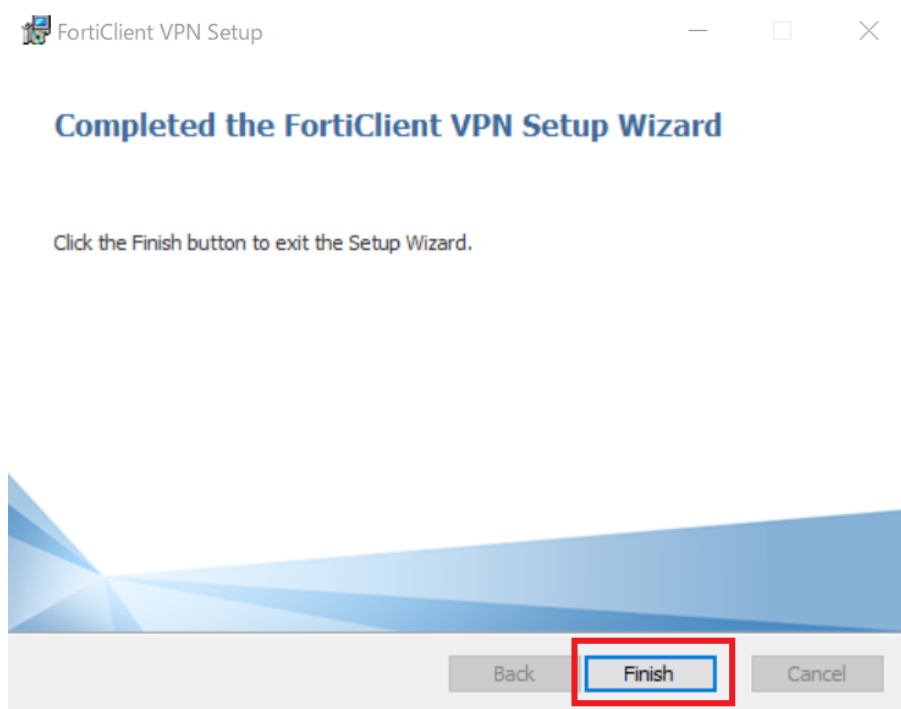 FortiClient VPN Setup
Completed the FortiClient VPN Setup Wizard
Click the Finish button to exit the Setup Wizard.
Back Finish Cancel